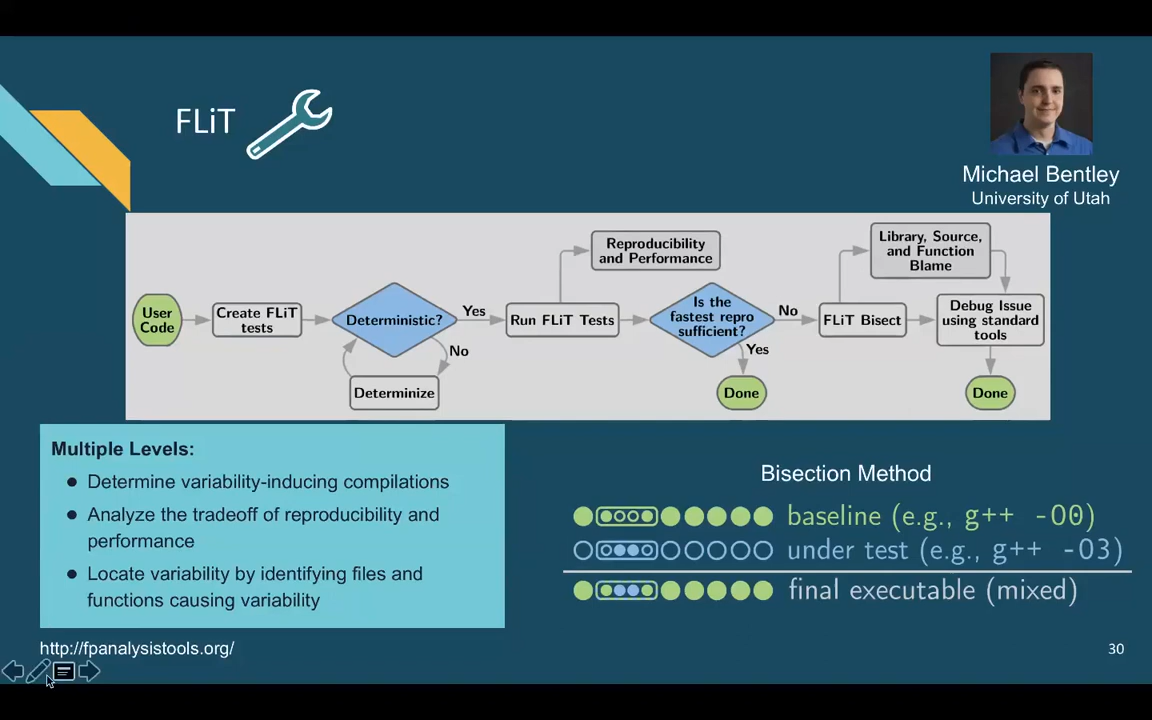 FLiT
Michael Bentley
University of Utah
User
Code
Create FLiT
tests
Deterministic?
Yes
No
Determinize
Run FLiT Tests
Reproducibility
and Performance
Is the
fastest repro
sufficient?
No
Yes
Done
FLiT Bisect
Library, Source,
and Function
Blame
Debug Issue
using standard
tools
Done
Multiple Levels:
● Determine variability-inducing compilations
● Analyze the tradeoff of reproducibility and
performance
● Locate variability by identifying files and
functions causing variability
Bisection Method
baseline (e.g., g++ -O0)
under test (e.g., g++ -O3)
final executable (mixed)
http://fpanalysistools.org/
30